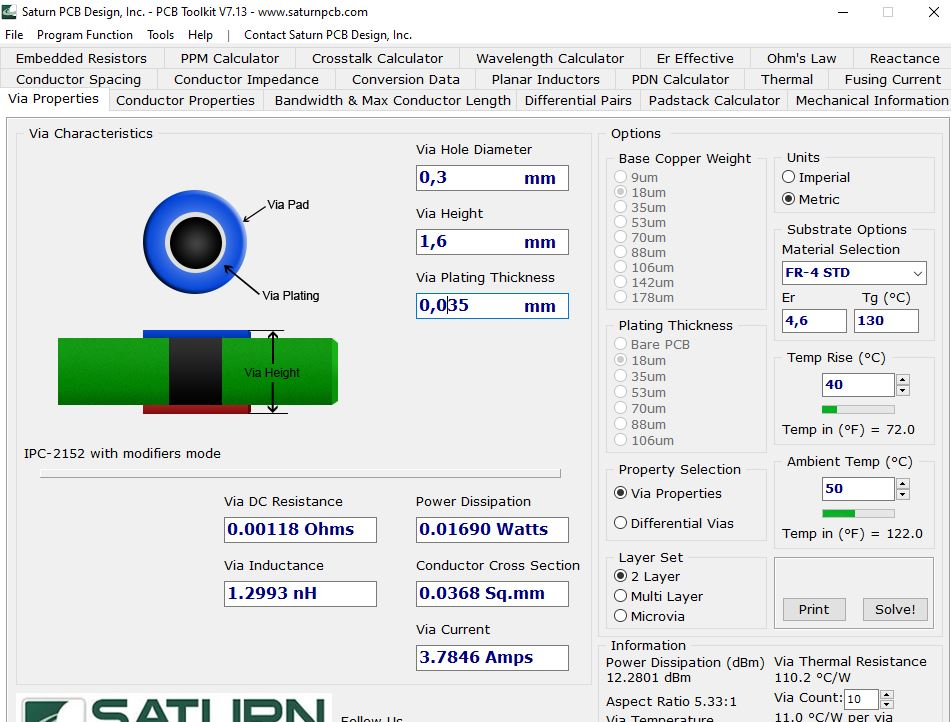 Saturn PCB Design, Inc. - PCB Toolkit V7.13 - www.saturnpcb.com
File Program Function Tools Help | Contact Saturn PCB Design, Inc.
Embedded Resistors PPM Calculator Crosstalk Calculator Wavelength Calculator Er Effective Ohm's Law Reactance
Conductor Spacing Conductor Impedance Conversion Data Planar Inductors PDN Calculator Thermal Fusing Current
Via Properties Conductor Properties Bandwidth & Max Conductor Length Differential Pairs Padstack Calculator Mechanical Information
Via Characteristics
Via Pad
Via Plating
Via Height
Via Hole Diameter
0,3 mm
Via Height
1,6 mm
Via Plating Thickness
0,035 mm
IPC-2152 with modifiers mode
Via DC Resistance
0.00118 Ohms
Power Dissipation
0.01690 Watts
Via Inductance
1.2993 nH
Conductor Cross Section
0.0368 Sq.mm
Via Current
3.7846 Amps
SATURN
Follow Us
Options
Base Copper Weight
9um
18um
35um
53um
70um
88um
106um
142um
178um
Plating Thickness
Bare PCB
18um
35um
53um
70um
88um
106um
Property Selection
Via Properties
Differential Vias
Layer Set
2 Layer
Multi Layer
Microvia
Units
Imperial
Metric
Substrate Options
Material Selection
FR-4 STD
Er Tg (°C)
4,6 130
Temp Rise (°C)
40
Temp in (°F) = 72.0
Ambient Temp (°C)
50
Temp in (°F) = 122.0
Print Solve!
Information
Power Dissipation (dBm)
12.2801 dBm
Aspect Ratio 5.33:1
Via Temperature
Via Thermal Resistance
110.2 °C/W
Via Count: 10
11.0 °C/W per via